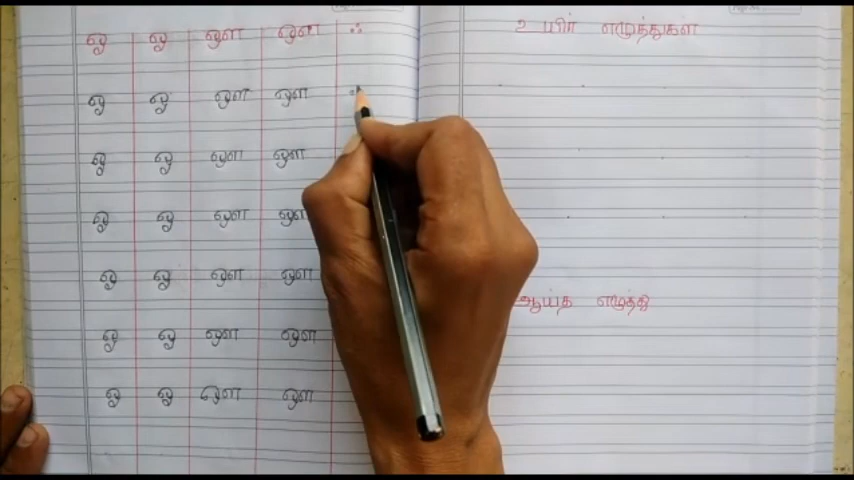 ஒ ஒ ஔ ஔ ஃ
ஒ ஒ ஔ ஔ
ஒ ஒ ஔ ஔ
ஒ ஒ ஔ ஔ
ஒ ஒ ஔ ஔ
ஒ ஒ ஔ ஔ
ஒ ஒ ஔ ஔ
உயிர் எழுத்துகள்
ஆய்த எழுத்து